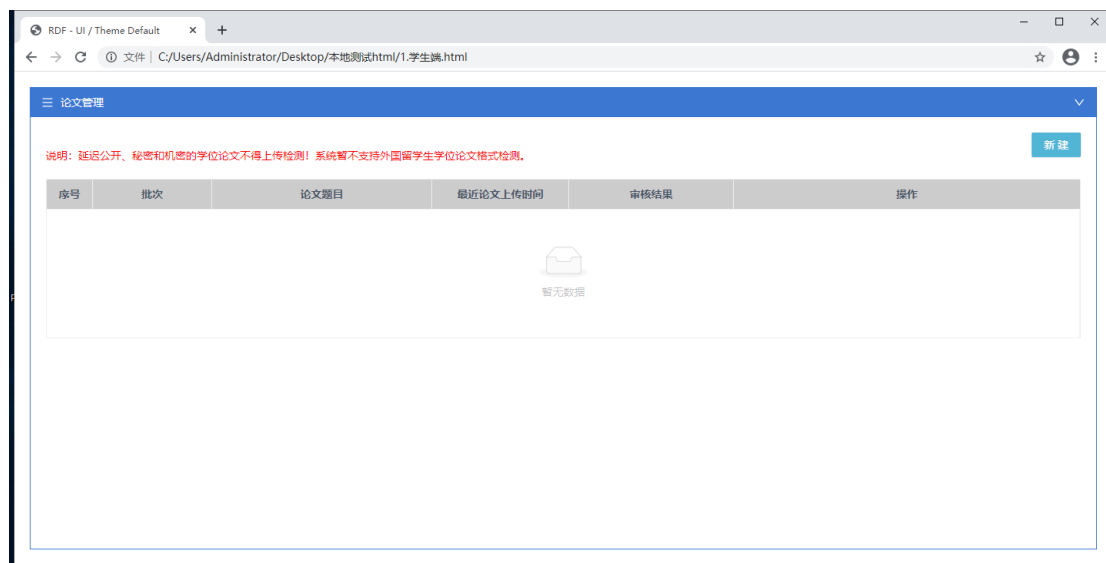 RDF - UI / Theme Default
文件 C:/Users/Administrator/Desktop/本地测试html/1.学生端.html
论文管理
新 建
说明：延迟公开、秘密和机密的学位论文不得上传检测！系统暂不支持外国留学生学位论文格式检测。
序号 批次 论文题目 最近论文上传时间 审核结果 操作
暂无数据